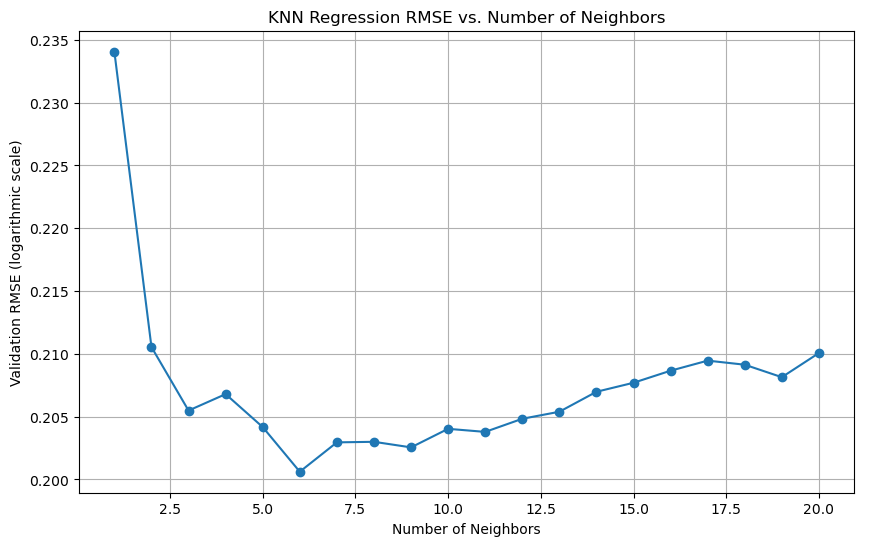 KNN Regression RMSE vs. Number of Neighbors
Validation RMSE (logarithmic scale)
0.235
0.230
0.225
0.220
0.215
0.210
0.205
0.200
2.5 5.0 7.5 10.0 12.5 15.0 17.5 20.0
Number of Neighbors